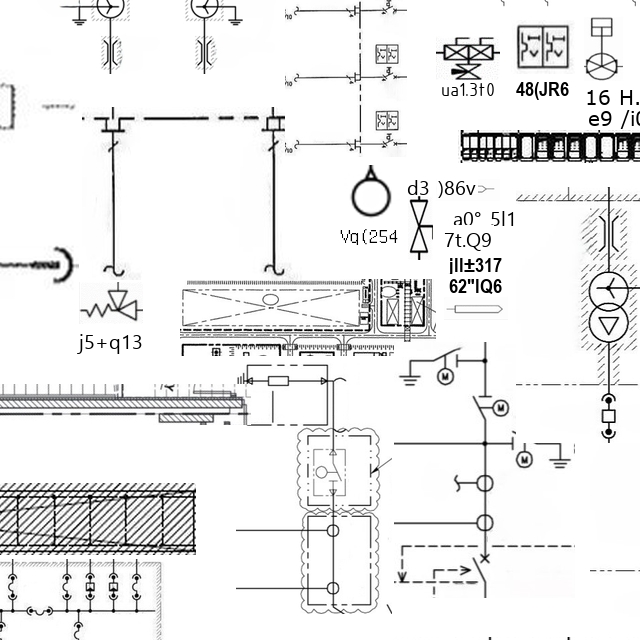 ua1.3t0
48(JR6
16 H.
e9 /i0
d3 )86v
a0° 5l1
Vq(254
7t.Q9
jll±317
62"IQ6
j5+q13
M
M
M